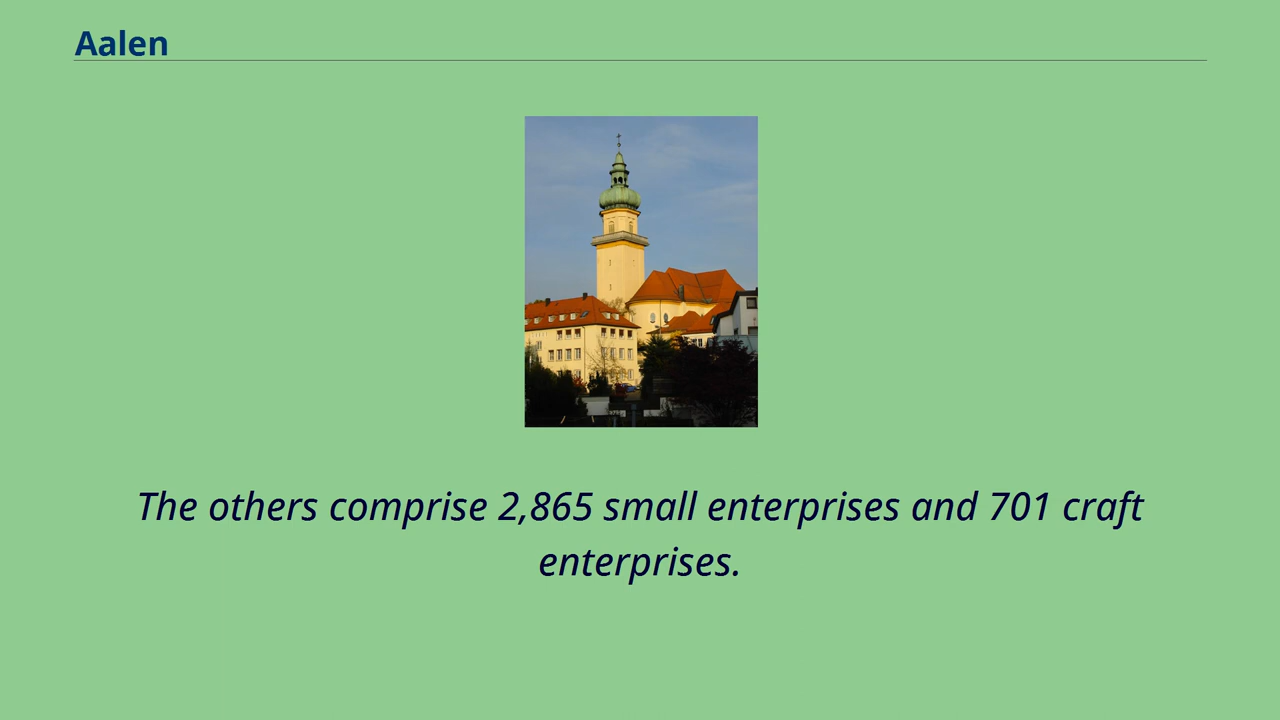 Aalen
The others comprise 2,865 small enterprises and 701 craft
enterprises.